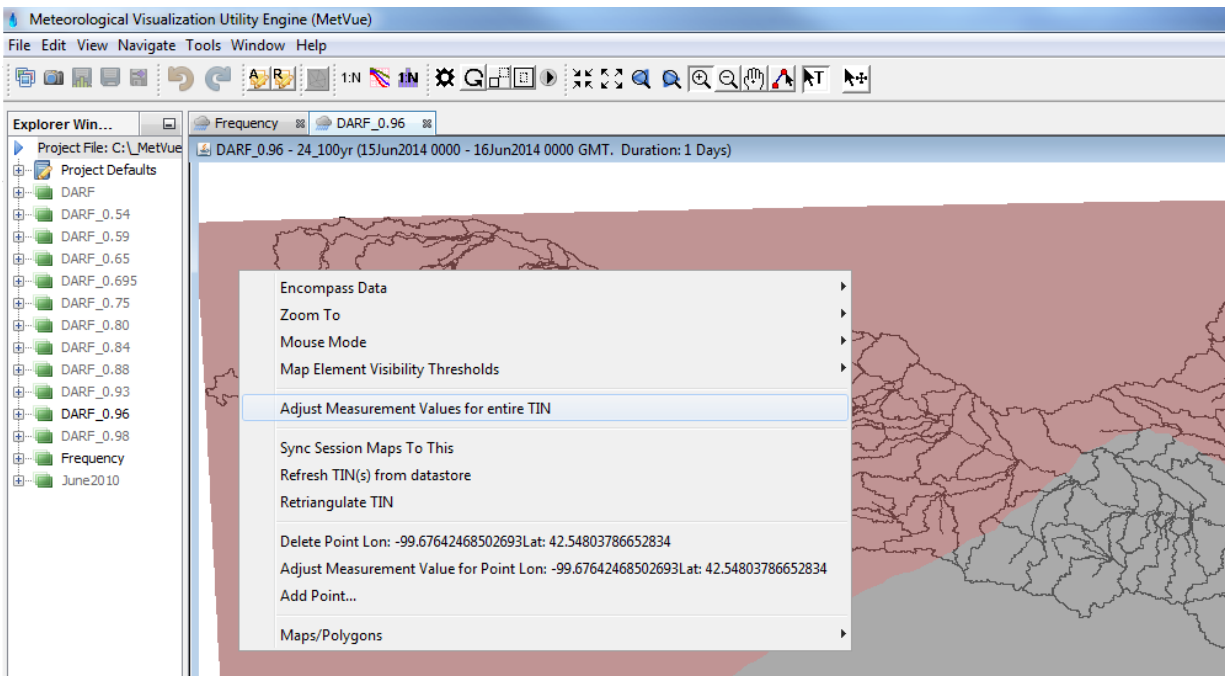 Meteorological Visualization Utility Engine (MetVue)
File Edit View Navigate Tools Window Help
A R 1:N 1:N T
Explorer Win...
Frequency
DARF_0.96
Project File: C:\_MetVue
DARF_0.96 - 24_100yr (15Jun2014 0000 - 16Jun2014 0000 GMT. Duration: 1 Days)
Project Defaults
DARF
DARF_0.54
DARF_0.59
DARF_0.65
DARF_0.695
DARF_0.75
DARF_0.80
DARF_0.84
DARF_0.88
DARF_0.93
DARF_0.96
DARF_0.98
Frequency
June2010
Encompass Data
Zoom To
Mouse Mode
Map Element Visibility Thresholds
Adjust Measurement Values for entire TIN
Sync Session Maps To This
Refresh TIN(s) from datastore
Retriangulate TIN
Delete Point Lon: -99.67642468502693Lat: 42.54803786652834
Adjust Measurement Value for Point Lon: -99.67642468502693Lat: 42.54803786652834
Add Point...
Maps/Polygons